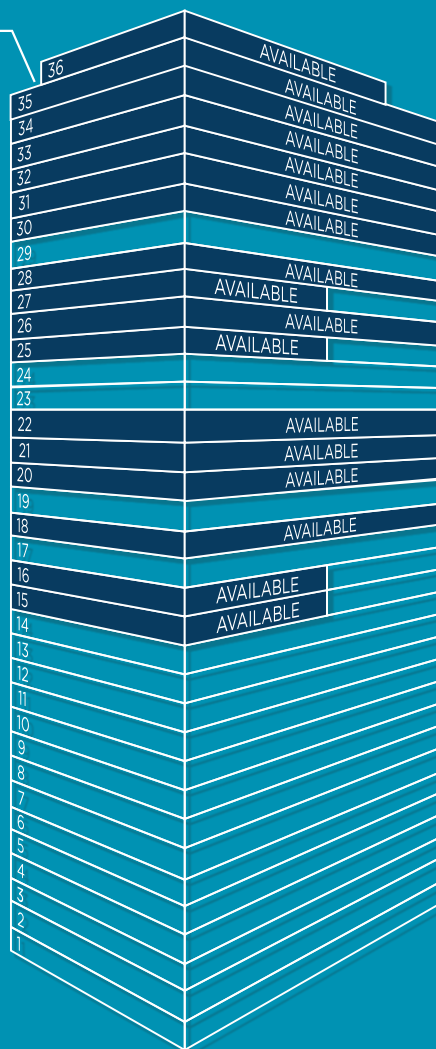 36 AVAILABLE
35 AVAILABLE
34 AVAILABLE
33 AVAILABLE
32 AVAILABLE
31 AVAILABLE
30 AVAILABLE
29
28 AVAILABLE
27 AVAILABLE
26 AVAILABLE
25 AVAILABLE
24
23
22 AVAILABLE
21 AVAILABLE
20 AVAILABLE
19
18 AVAILABLE
17
16 AVAILABLE
15 AVAILABLE
14
13
12
11
10
9
8
7
6
5
4
3
2
1